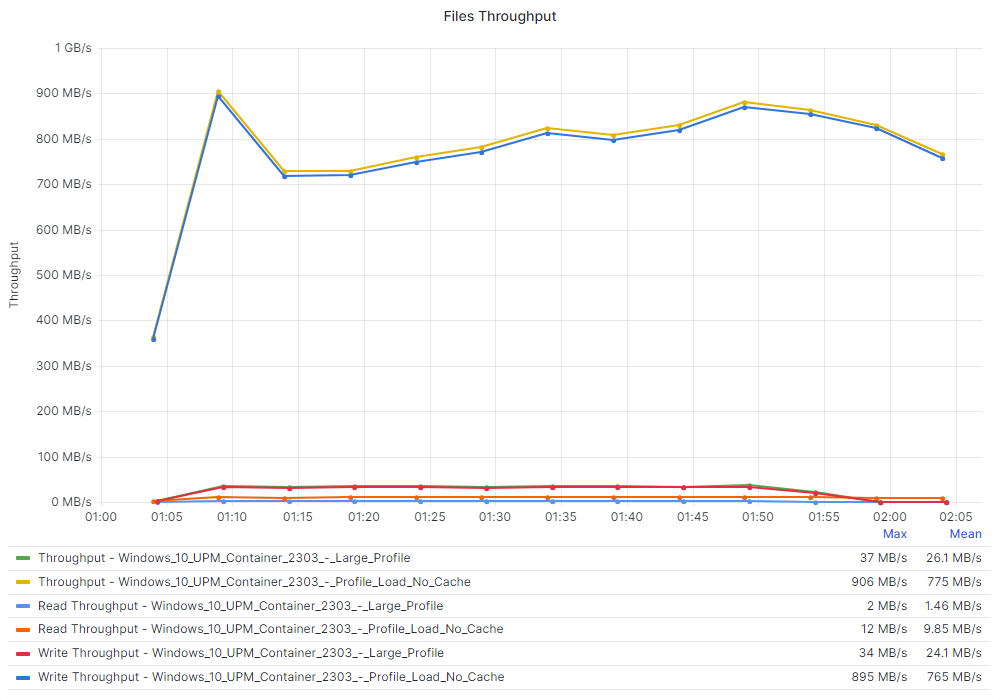 Files Throughput
1 GB/s
900 MB/s
800 MB/s
700 MB/s
600 MB/s
500 MB/s
400 MB/s
300 MB/s
200 MB/s
100 MB/s
0 MB/s
Throughput
01:00 01:05 01:10 01:15 01:20 01:25 01:30 01:35 01:40 01:45 01:50 01:55 02:00 02:05
Max Mean
Throughput - Windows_10_UPM_Container_2303_-_Large_Profile 37 MB/s 26.1 MB/s
Throughput - Windows_10_UPM_Container_2303_-_Profile_Load_No_Cache 906 MB/s 775 MB/s
Read Throughput - Windows_10_UPM_Container_2303_-_Large_Profile 2 MB/s 1.46 MB/s
Read Throughput - Windows_10_UPM_Container_2303_-_Profile_Load_No_Cache 12 MB/s 9.85 MB/s
Write Throughput - Windows_10_UPM_Container_2303_-_Large_Profile 34 MB/s 24.1 MB/s
Write Throughput - Windows_10_UPM_Container_2303_-_Profile_Load_No_Cache 895 MB/s 765 MB/s